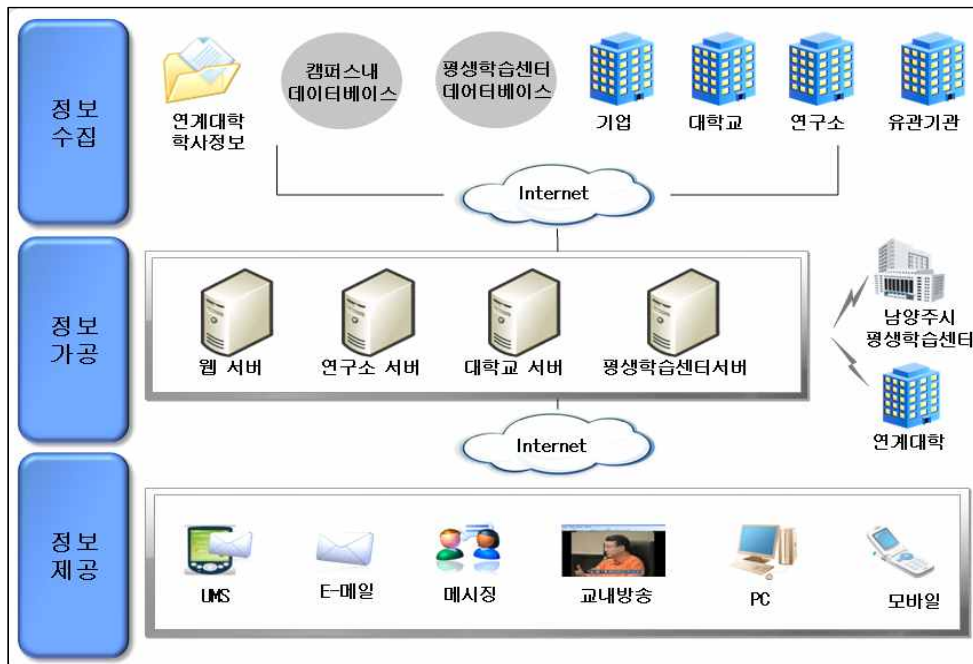 정보
수집
연계대학
학사정보
캠퍼스내
데이터베이스
평생학습센터
데어터베이스
기업
대학교
연구소
유관기관
Internet
정보
가공
웹 서버
연구소 서버
대학교 서버
평생학습센터서버
남양주시
평생학습센터
연계대학
Internet
정보
제공
UMS
E-메일
메시징
교내방송
PC
모바일